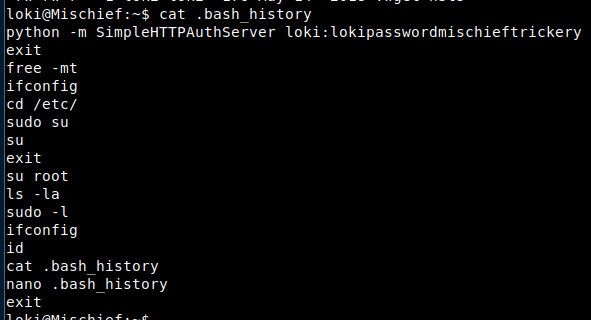 loki@Mischief:~$ cat .bash_history
python -m SimpleHTTPAuthServer loki:lokipasswordmischieftrickery
exit
free -mt
ifconfig
cd /etc/
sudo su
su
exit
su root
ls -la
sudo -l
ifconfig
id
cat .bash_history
nano .bash_history
exit
loki@Mischief:~$